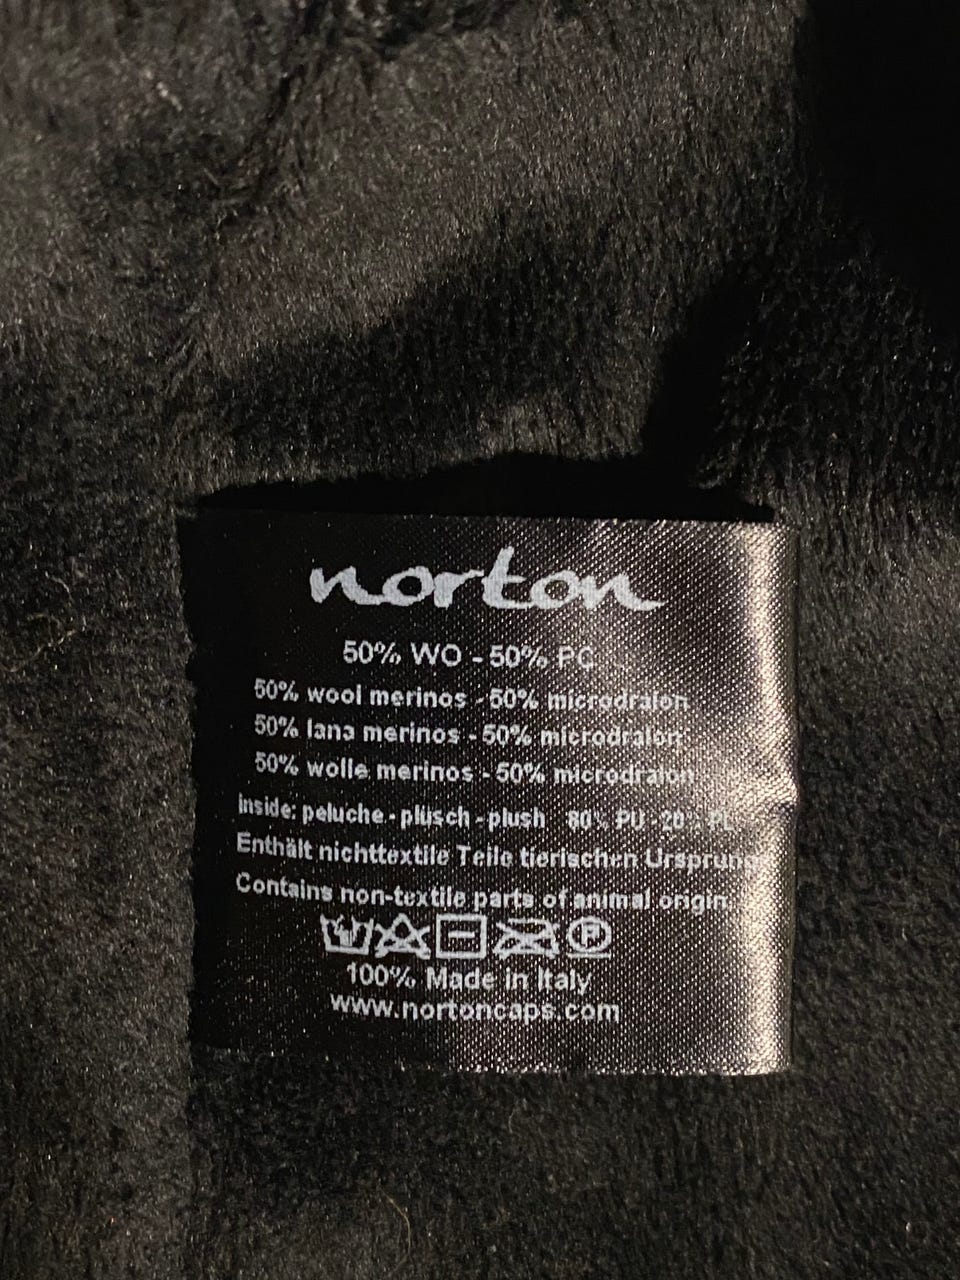 norton
50% WO - 50% PC
50% wool merinos - 50% microdralon
50% lana merinos - 50% microdralon
50% wolle merinos - 50% microdralon
Inside: peluche - plüsch - plush 80% PU - 20% PL
Enthält nichttextile Teile tierischen Ursprungs
Contains non-textile parts of animal origin
P
100% Made in Italy
www.nortoncaps.com